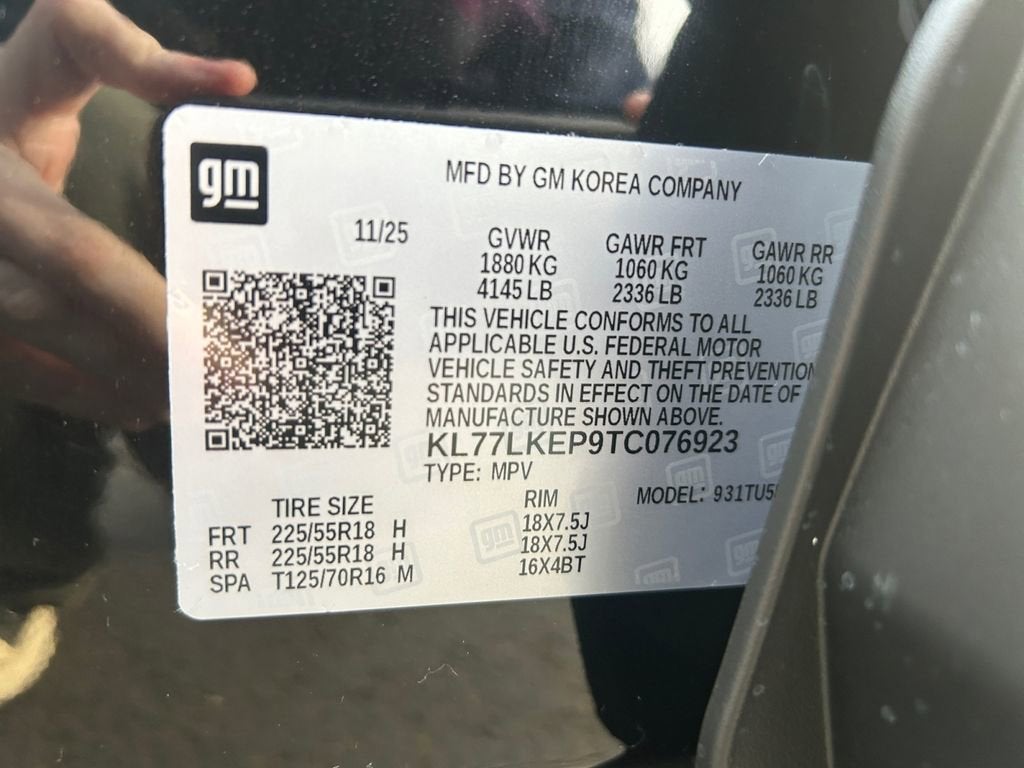 gm
MFD BY GM KOREA COMPANY
11/25
GVWR GAWR FRT GAWR RR
1880 KG 1060 KG 1060 KG
4145 LB 2336 LB 2336 LB
THIS VEHICLE CONFORMS TO ALL
APPLICABLE U.S. FEDERAL MOTOR
VEHICLE SAFETY AND THEFT PREVENTION
STANDARDS IN EFFECT ON THE DATE OF
MANUFACTURE SHOWN ABOVE.
KL77LKEP9TC076923
TYPE: MPV
MODEL:
TIRE SIZE RIM
FRT 225/55R18 H 18X7.5J
RR 225/55R18 H 18X7.5J
SPA T125/70R16 M 16X4BT